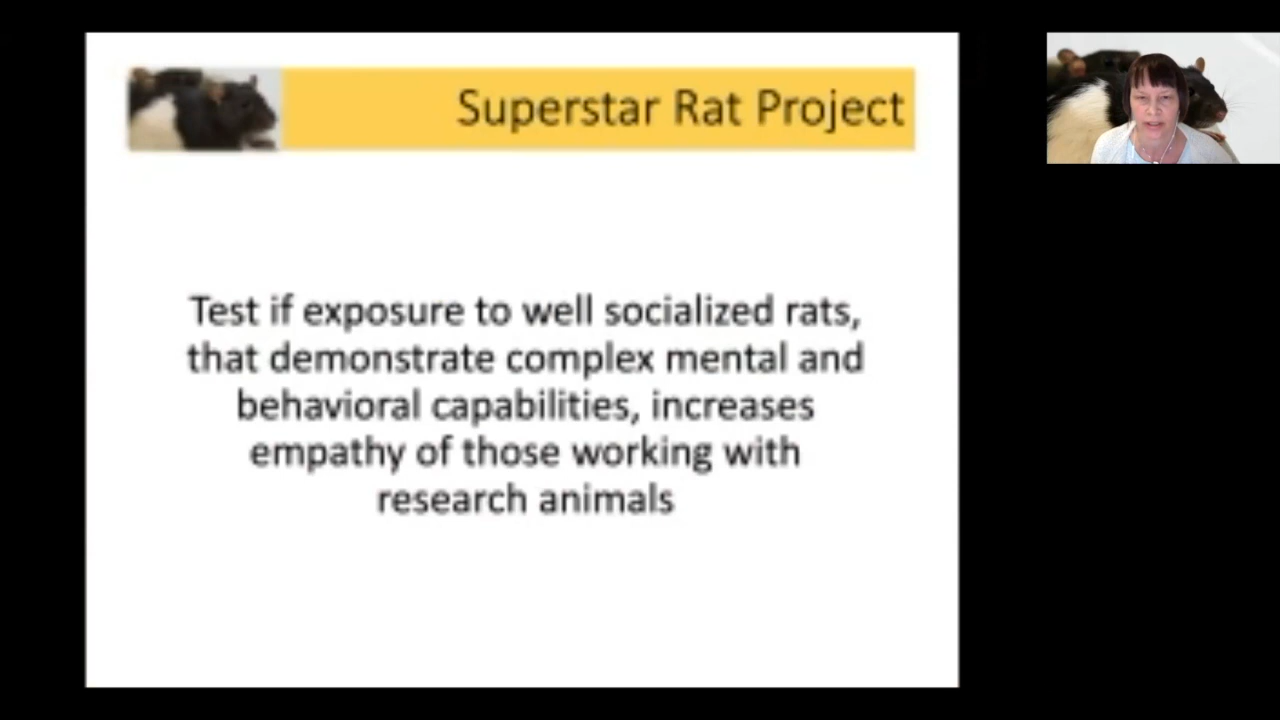 Superstar Rat Project
Test if exposure to well socialized rats,
that demonstrate complex mental and
behavioral capabilities, increases
empathy of those working with
research animals